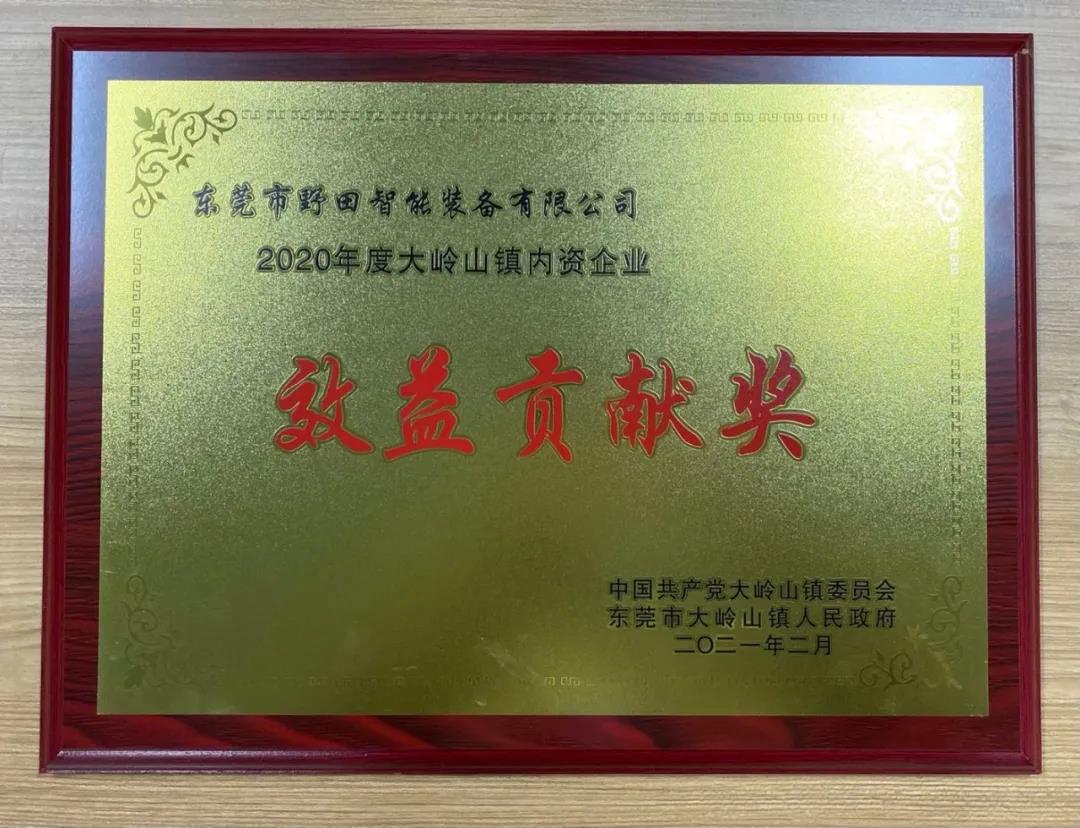 东莞市野田智能装备有限公司
2020年度大岭山镇内资企业
效益贡献奖
中国共产党大岭山镇委员会
东莞市大岭山镇人民政府
二〇二一年二月